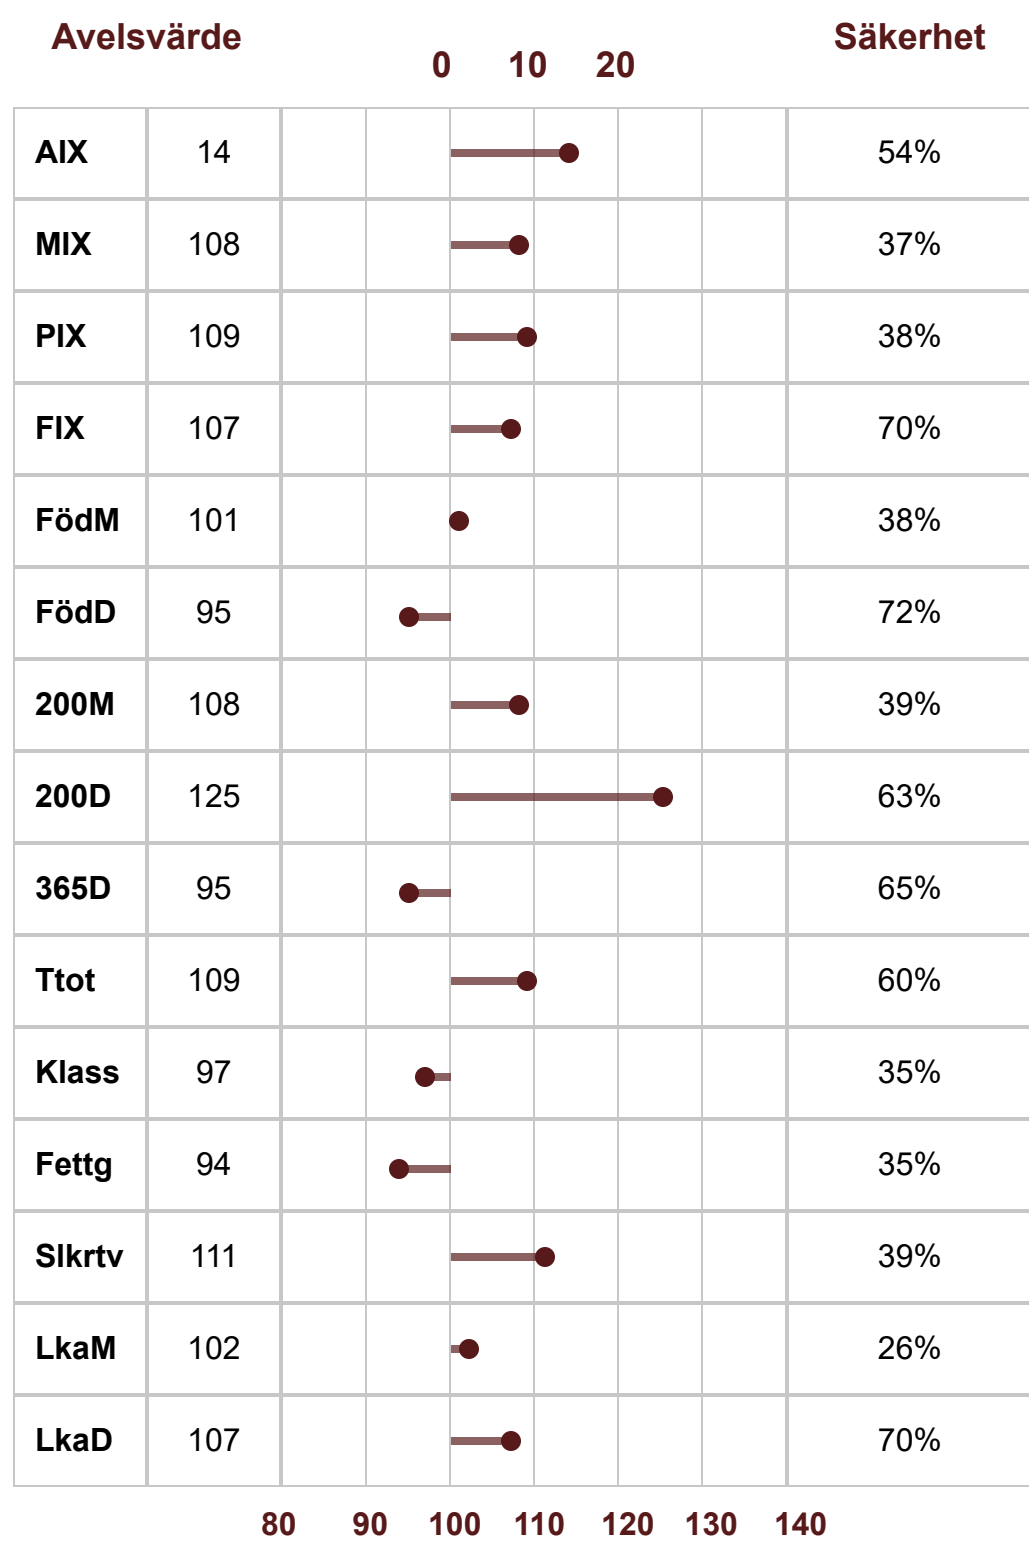 Avelsvärde Säkerhet
0 10 20
AIX 14 54%
MIX 108 37%
PIX 109 38%
FIX 107 70%
FödM 101 38%
FödD 95 72%
200M 108 39%
200D 125 63%
365D 95 65%
Ttot 109 60%
Klass 97 35%
Fettg 94 35%
Slkrtv 111 39%
LkaM 102 26%
LkaD 107 70%
80 90 100 110 120 130 140